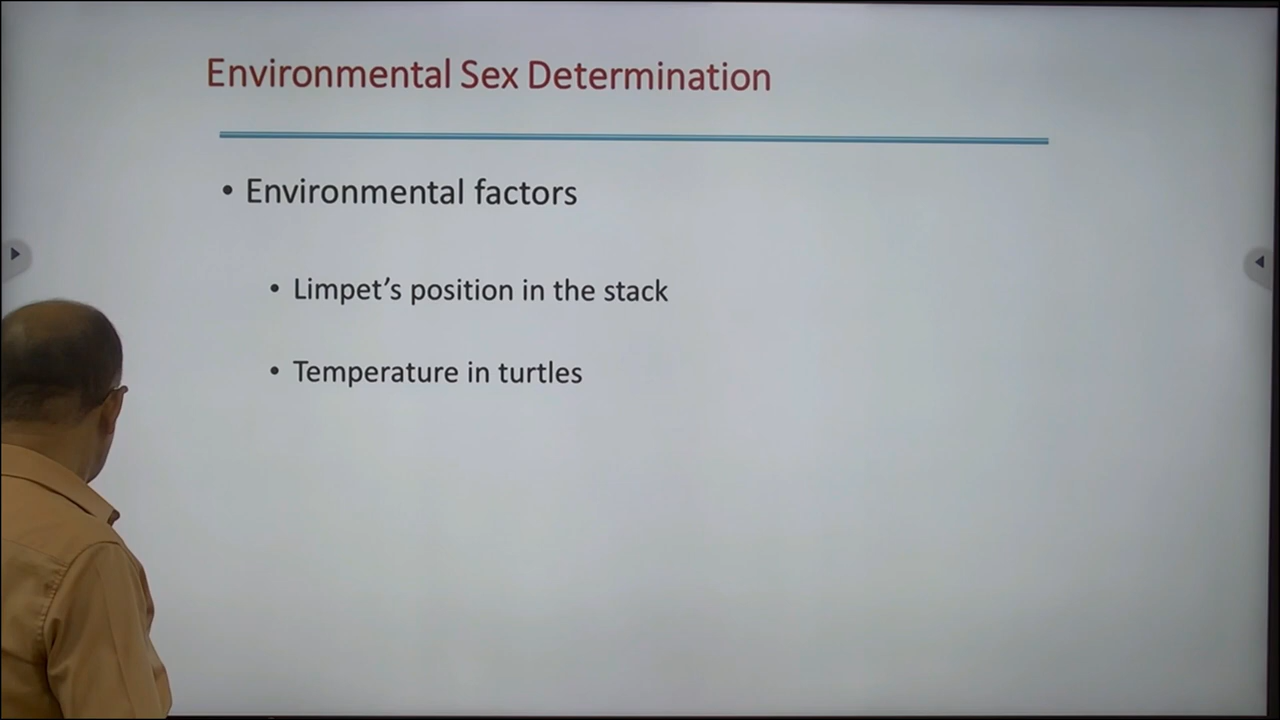 Environmental Sex Determination
• Environmental factors
• Limpet’s position in the stack
• Temperature in turtles